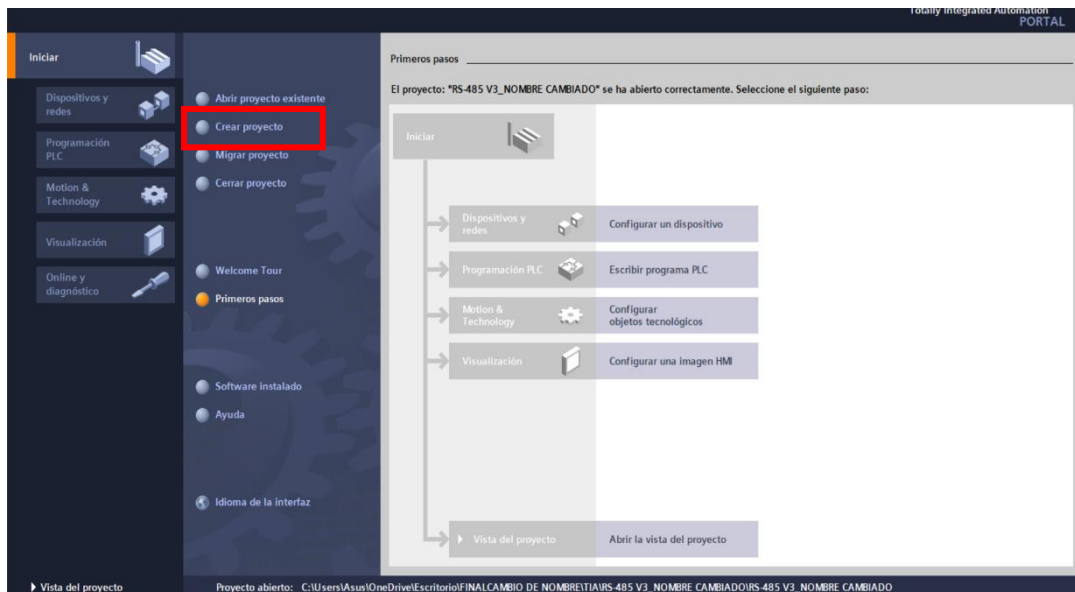 Totally Integrated Automation
PORTAL
Iniciar
Dispositivos y
redes
Programación
PLC
Motion &
Technology
Visualización
Online y
diagnóstico
Abrir proyecto existente
Crear proyecto
Migrar proyecto
Cerrar proyecto
Welcome Tour
Primeros pasos
Software instalado
Ayuda
Idioma de la interfaz
Primeros pasos
El proyecto: "RS-485 V3_NOMBRE CAMBIADO" se ha abierto correctamente. Seleccione el siguiente paso:
Iniciar
Dispositivos y
redes
Configurar un dispositivo
Programación PLC
Escribir programa PLC
Motion &
Technology
Configurar
objetos tecnológicos
Visualización
Configurar una imagen HMI
Vista del proyecto
Abrir la vista del proyecto
Vista del proyecto
Proyecto abierto: C:\Users\Asus\OneDrive\Escritorio\FINALCAMBIO DE NOMBRE\TIA\RS-485 V3_NOMBRE CAMBIADO\RS-485 V3_NOMBRE CAMBIADO